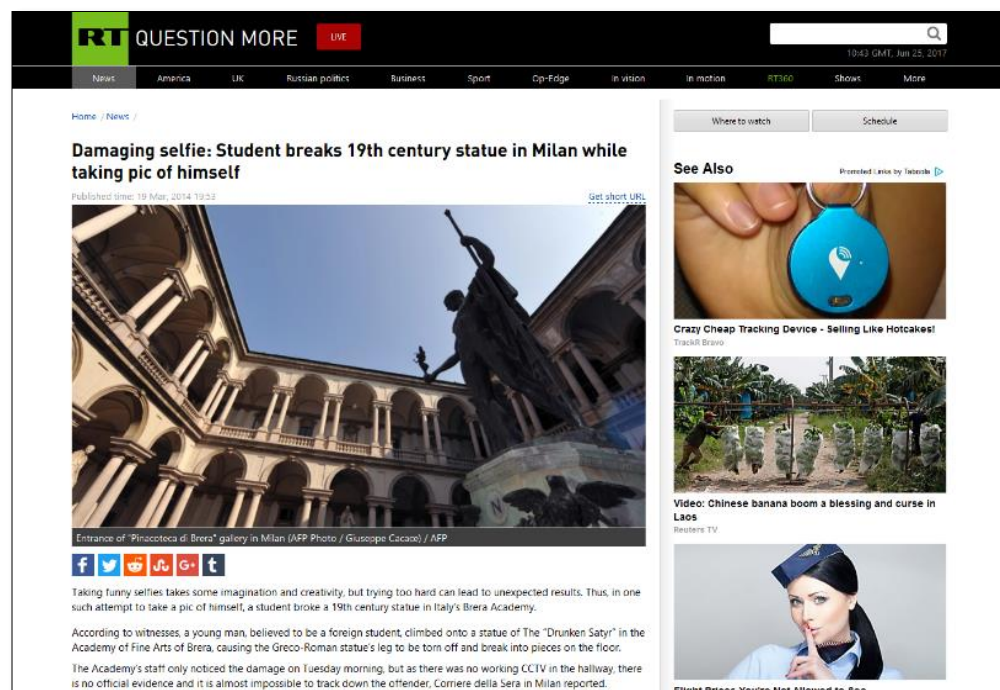 RT QUESTION MORE LIVE
10:43 GMT, Jun 25, 2017
News America UK Russian politics Business Sport Op-Edge In vision In motion RT360 Shows More
Home / News /
Damaging selfie: Student breaks 19th century statue in Milan while
taking pic of himself
Published time: 19 Mar, 2014 19:53
Get short URL
Entrance of "Pinacoteca di Brera" gallery in Milan (AFP Photo / Giuseppe Cacace) / AFP
Taking funny selfies takes some imagination and creativity, but trying too hard can lead to unexpected results. Thus, in one
such attempt to take a pic of himself, a student broke a 19th century statue in Italy's Brera Academy.
According to witnesses, a young man, believed to be a foreign student, climbed onto a statue of The "Drunken Satyr" in the
Academy of Fine Arts of Brera, causing the Greco-Roman statue's leg to be torn off and break into pieces on the floor.
The Academy's staff only noticed the damage on Tuesday morning, but as there was no working CCTV in the hallway, there
is no official evidence and it is almost impossible to track down the offender, Corriere della Sera in Milan reported.
Where to watch Schedule
See Also
Promoted Links by Taboola
Crazy Cheap Tracking Device - Selling Like Hotcakes!
TrackR Bravo
Video: Chinese banana boom a blessing and curse in
Laos
Reuters TV
Flight Prices You're Not Allowed to See